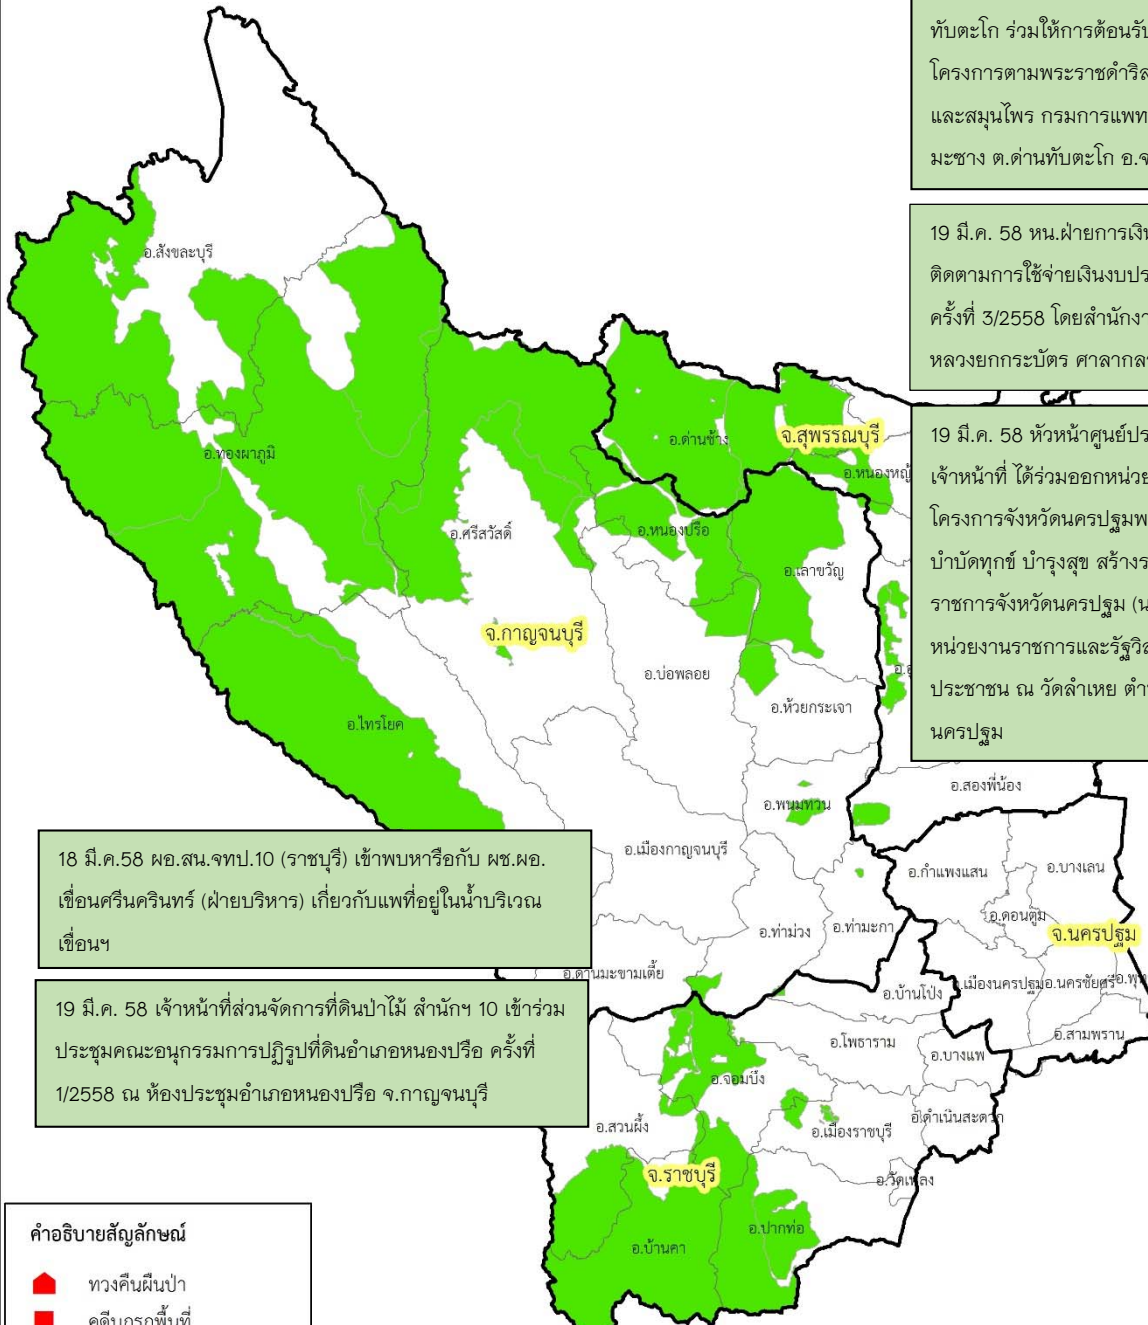 ทับตะโก ร่วมให้การต้อนรับ
โครงการตามพระราชดำริส
และสมุนไพร กรมการแพท
มะซาง ต.ด่านทับตะโก อ.จ
19 มี.ค. 58 หน.ฝ่ายการเงิน
ติดตามการใช้จ่ายเงินงบประ
ครั้งที่ 3/2558 โดยสำนักงา
หลวงยกกระบัตร ศาลากลา
19 มี.ค. 58 หัวหน้าศูนย์ประ
เจ้าหน้าที่ ได้ร่วมออกหน่วย
โครงการจังหวัดนครปฐมพ
บำบัดทุกข์ บำรุงสุข สร้างร
ราชการจังหวัดนครปฐม (น
หน่วยงานราชการและรัฐวิส
ประชาชน ณ วัดลำเหย ตำบ
นครปฐม
อ.สังขละบุรี
อ.ทองผาภูมิ
อ.ด่านช้าง
จ.สุพรรณบุรี
อ.หนองหญ้
อ.ศรีสวัสดิ์
อ.หนองปรือ
อ.เลาขวัญ
จ.กาญจนบุรี
อ.บ่อพลอย
อ.ห้วยกระเจา
อ.ไทรโยค
อ.สองพี่น้อง
อ.พนมทวน
อ.เมืองกาญจนบุรี
อ.กำแพงแสน
อ.บางเลน
อ.ดอนตูม
จ.นครปฐม
อ.ท่าม่วง
อ.ท่ามะกา
อ.ด่านมะขามเตี้ย
อ.บ้านโป่ง
อ.เมืองนครปฐม
อ.นครชัยศรี
อ.พุท
อ.สามพราน
18 มี.ค.58 ผอ.สน.จทป.10 (ราชบุรี) เข้าพบหารือกับ ผช.ผอ.
เขื่อนศรีนครินทร์ (ฝ่ายบริหาร) เกี่ยวกับแพที่อยู่ในน้ำบริเวณ
เขื่อนฯ
19 มี.ค. 58 เจ้าหน้าที่ส่วนจัดการที่ดินป่าไม้ สำนักฯ 10 เข้าร่วม
ประชุมคณะอนุกรรมการปฏิรูปที่ดินอำเภอหนองปรือ ครั้งที่
1/2558 ณ ห้องประชุมอำเภอหนองปรือ จ.กาญจนบุรี
อ.โพธาราม
อ.บางแพ
อ.จอมบึง
อ.สวนผึ้ง
อ.เมืองราชบุรี
อ.ดำเนินสะดวก
จ.ราชบุรี
อ.วัดเพลง
อ.ปากท่อ
อ.บ้านคา
คำอธิบายสัญลักษณ์
ทวงคืนผืนป่า
คดีบุกรุกพื้นที่